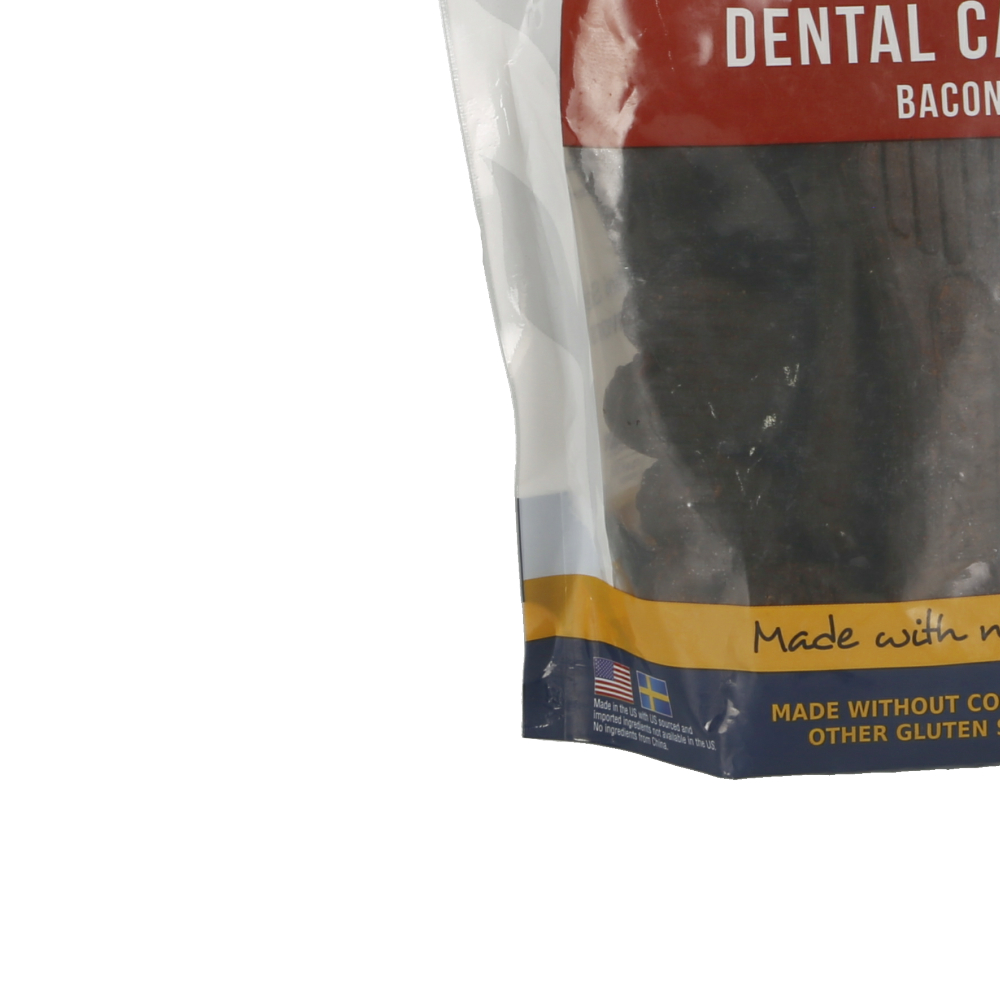 DENTAL CA
BACON
Made with n
Made in the US with US sourced and
imported ingredients not available in the US.
No ingredients from China.
MADE WITHOUT CO
OTHER GLUTEN S